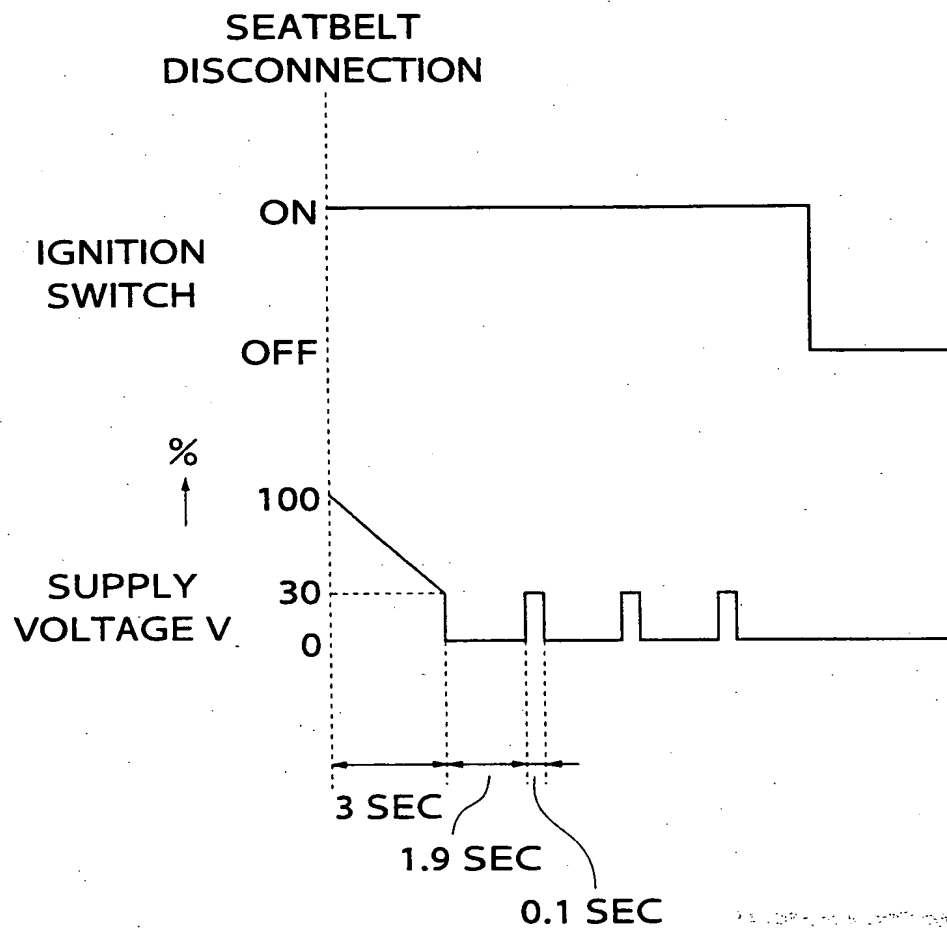 SEATBELT
DISCONNECTION
ON
IGNITION
SWITCH
OFF
%
100
SUPPLY
VOLTAGE V
30
0
3 SEC
1.9 SEC
0.1 SEC